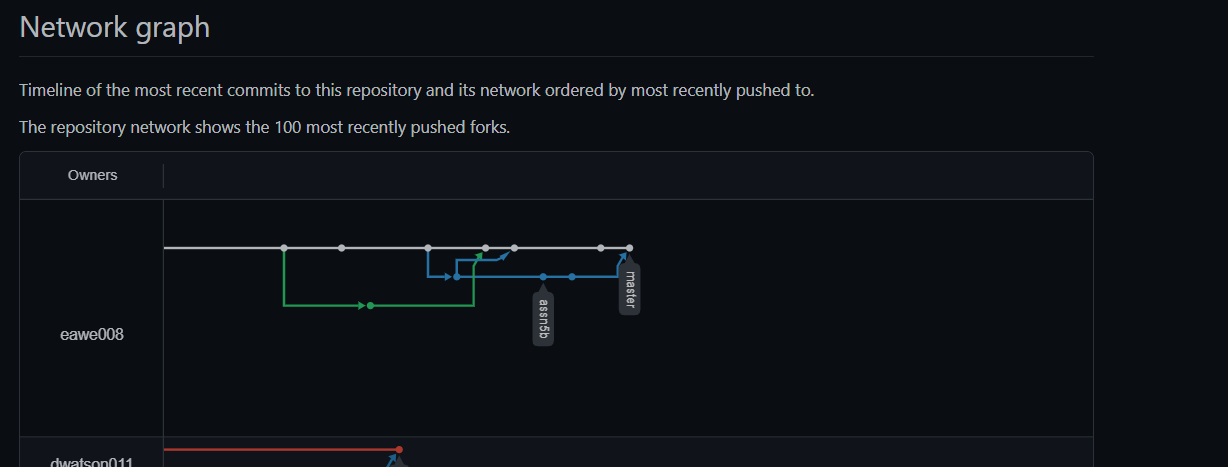 Network graph
Timeline of the most recent commits to this repository and its network ordered by most recently pushed to.
The repository network shows the 100 most recently pushed forks.
Owners
master
assn5b
eawe008
dwatson011